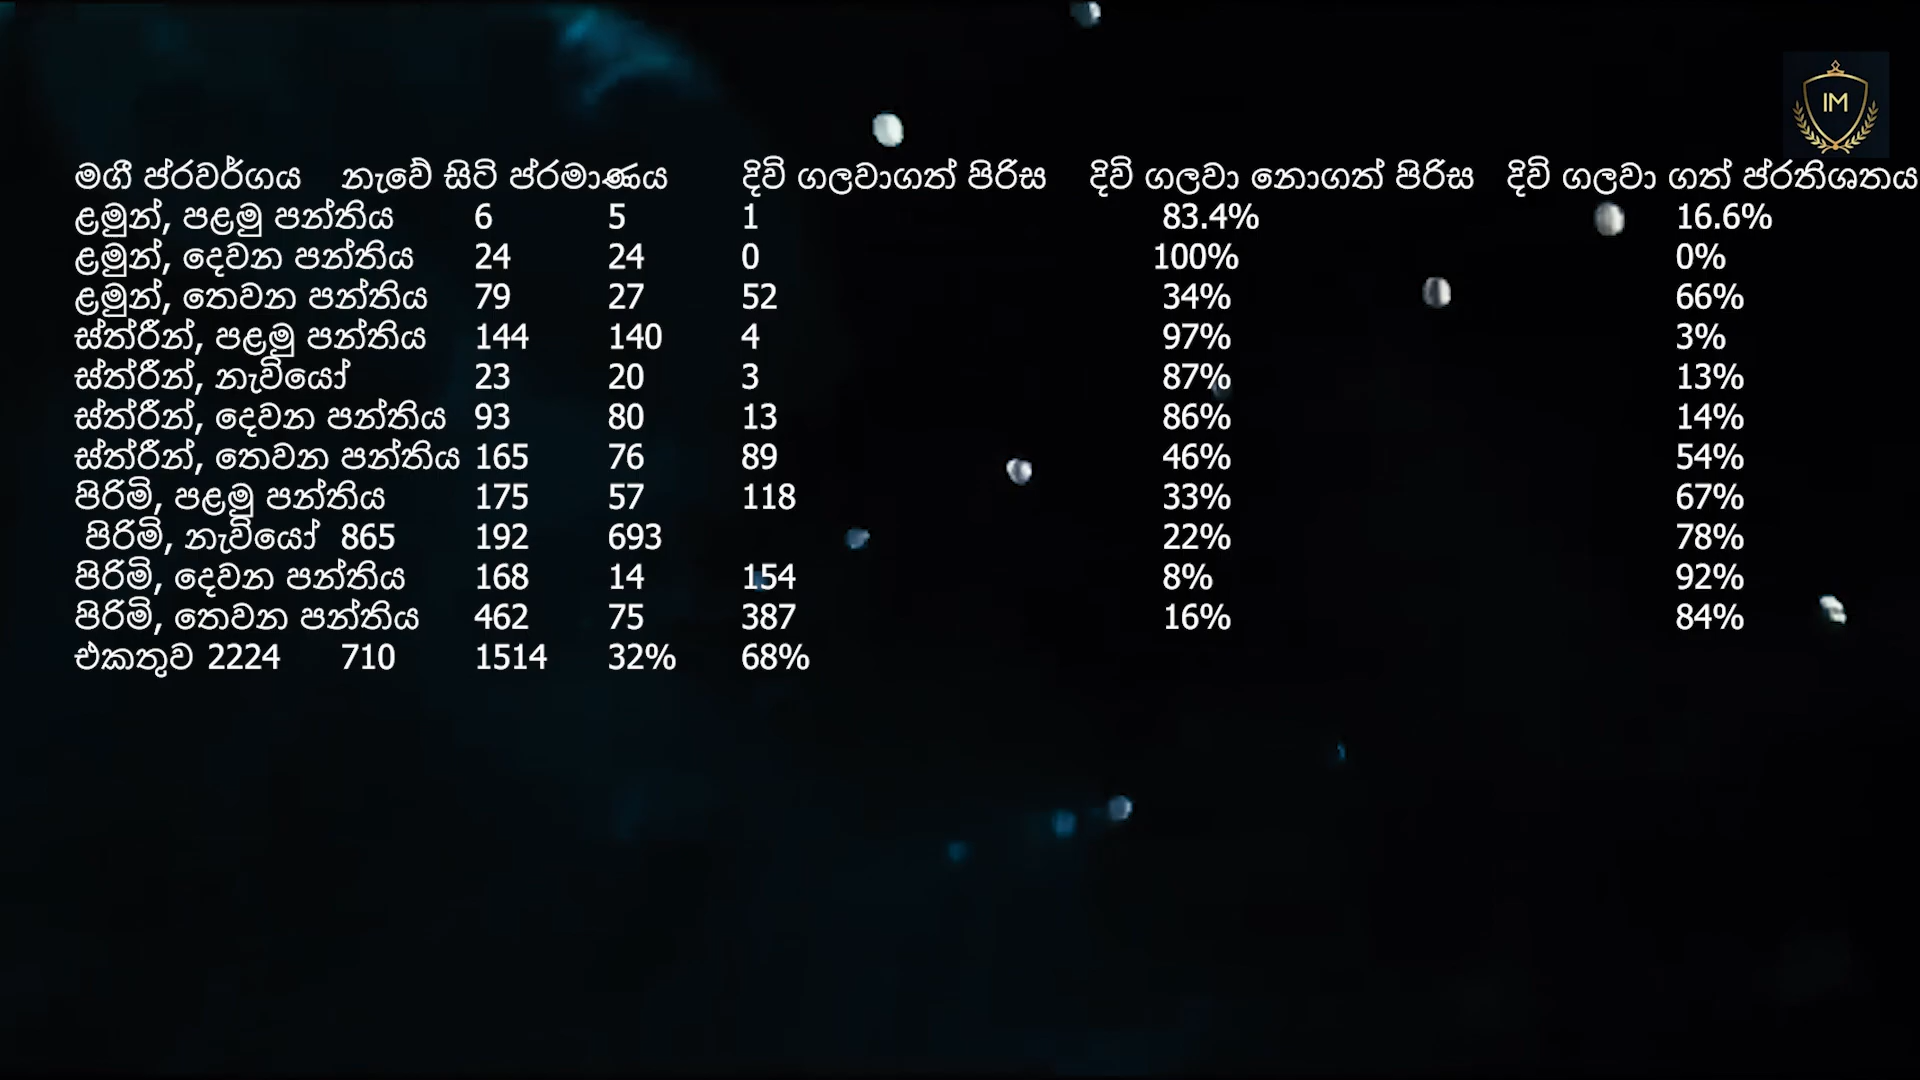 IM
මගී ප්රවර්ගය නැවේ සිටි ප්රමාණය දිවි ගලවාගත් පිරිස දිවි ගලවා නොගත් පිරිස දිවි ගලවා ගත් ප්රතිශතය
ළමුන්, පළමු පන්තිය 6 5 1 83.4% 16.6%
ළමුන්, දෙවන පන්තිය 24 24 0 100% 0%
ළමුන්, තෙවන පන්තිය 79 27 52 34% 66%
ස්ත්රීන්, පළමු පන්තිය 144 140 4 97% 3%
ස්ත්රීන්, නැවියෝ 23 20 3 87% 13%
ස්ත්රීන්, දෙවන පන්තිය 93 80 13 86% 14%
ස්ත්රීන්, තෙවන පන්තිය 165 76 89 46% 54%
පිරිමි, පළමු පන්තිය 175 57 118 33% 67%
පිරිමි, නැවියෝ 865 192 693 22% 78%
පිරිමි, දෙවන පන්තිය 168 14 154 8% 92%
පිරිමි, තෙවන පන්තිය 462 75 387 16% 84%
එකතුව 2224 710 1514 32% 68%